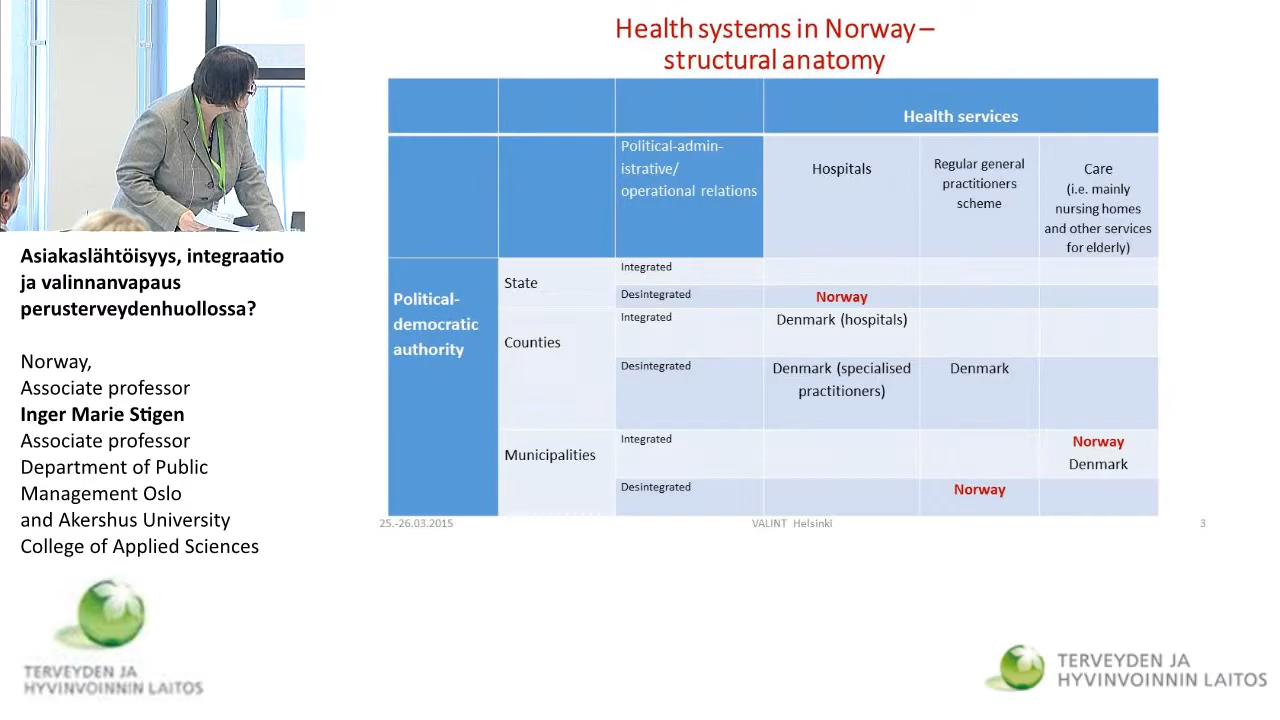 Health systems in Norway –
structural anatomy
Health services
Political-admin-
istrative/
operational relations
Hospitals
Regular general
practitioners
scheme
Care
(i.e. mainly
nursing homes
and other services
for elderly)
Political-
democratic
authority
State
Integrated
Desintegrated
Norway
Counties
Integrated
Denmark (hospitals)
Desintegrated
Denmark (specialised
practitioners)
Denmark
Municipalities
Integrated
Norway
Denmark
Desintegrated
Norway
25.-26.03.2015
VALINT Helsinki
3
Asiakaslähtöisyys, integraatio
ja valinnanvapaus
perusterveydenhuollossa?
Norway,
Associate professor
Inger Marie Stigen
Associate professor
Department of Public
Management Oslo
and Akershus University
College of Applied Sciences
TERVEYDEN JA
HYVINVOINNIN LAITOS
TERVEYDEN JA
HYVINVOINNIN LAITOS